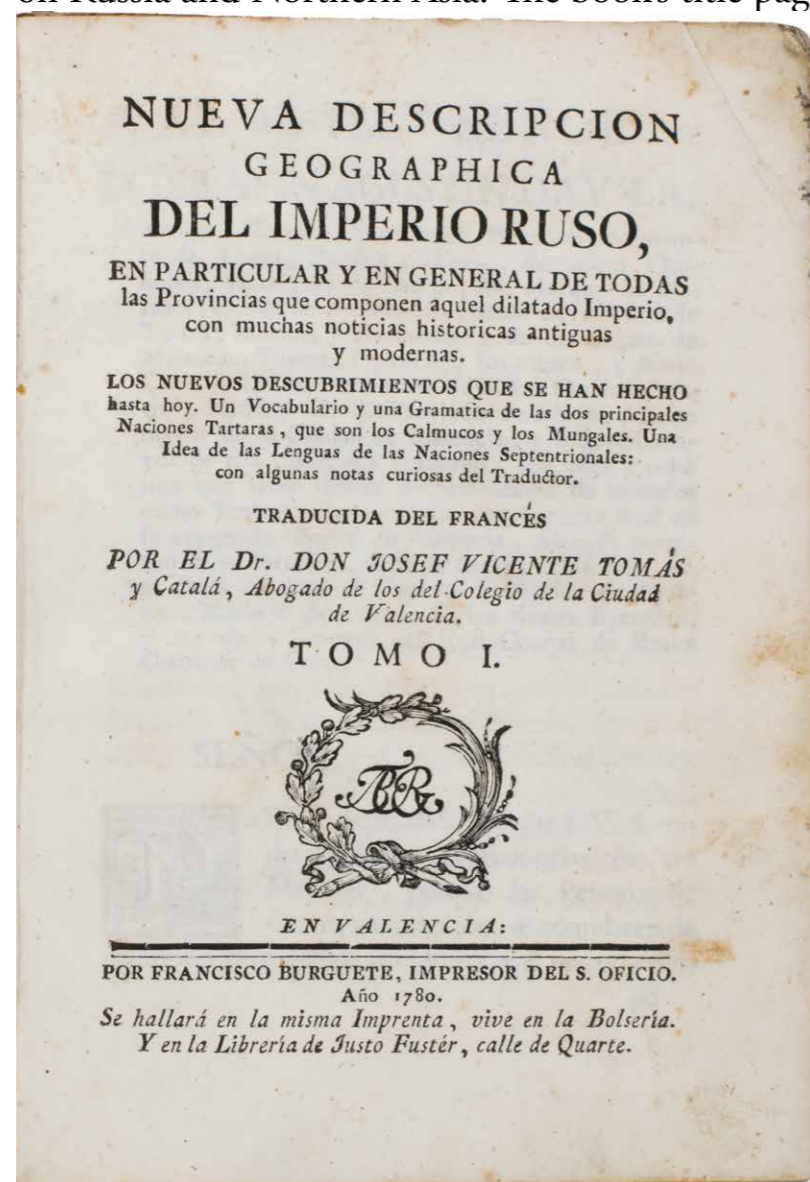 on Russia and Northern Asia. The book's title pag
NUEVA DESCRIPCION
GEOGRAPHICA
DEL IMPERIO RUSO,
EN PARTICULAR Y EN GENERAL DE TODAS
las Provincias que componen aquel dilatado Imperio,
con muchas noticias historicas antiguas
y modernas.
LOS NUEVOS DESCUBRIMIENTOS QUE SE HAN HECHO
hasta hoy. Un Vocabulario y una Gramatica de las dos principales
Naciones Tartaras, que son los Calmucos y los Mungales. Una
Idea de las Lenguas de las Naciones Septentrionales:
con algunas notas curiosas del Traductor.
TRADUCIDA DEL FRANCÉS
POR EL Dr. DON JOSEF VICENTE TOMÁS
y Catalá, Abogado de los del Colegio de la Ciudad
de Valencia.
TOMO I.
EN VALENCIA:
POR FRANCISCO BURGUETE, IMPRESOR DEL S. OFICIO.
Año 1780.
Se hallará en la misma Imprenta, vive en la Bolsería.
Y en la Librería de Justo Fustér, calle de Quarte.